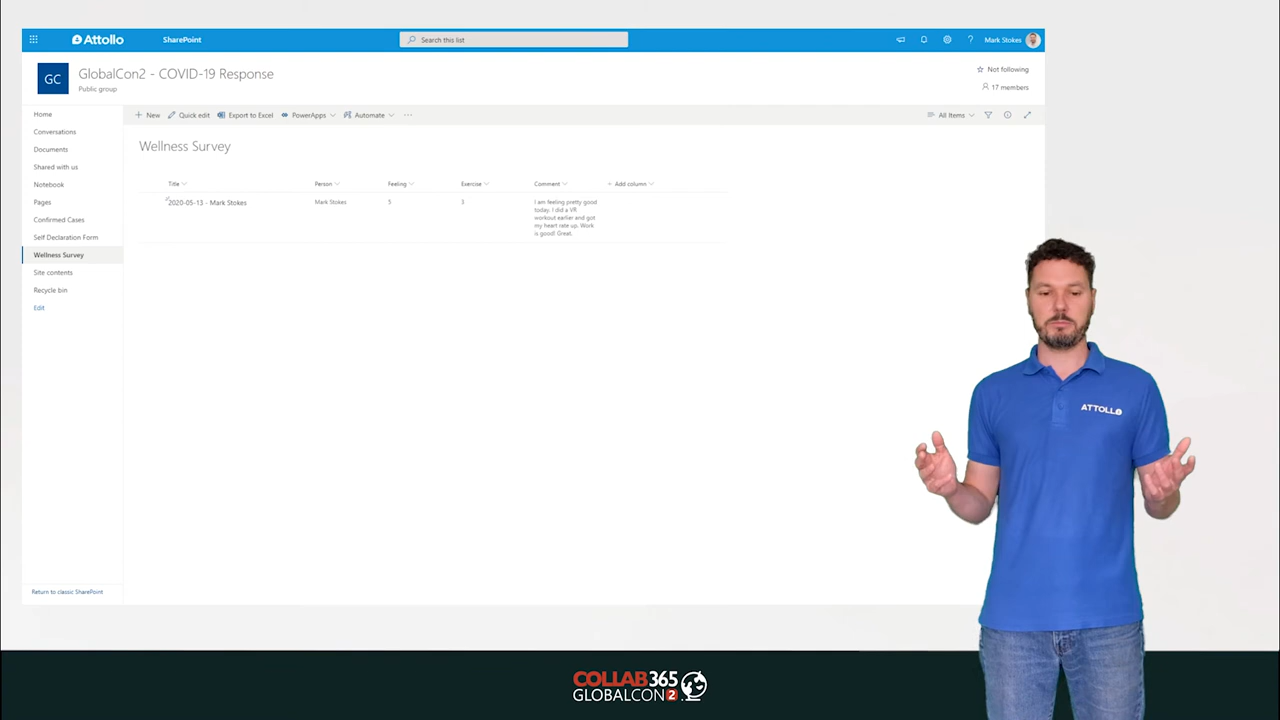 Attollo
SharePoint
Search this list
Mark Stokes
GC
GlobalCon2 - COVID-19 Response
Public group
Not following
17 members
Home
Conversations
Documents
Shared with us
Notebook
Pages
Confirmed Cases
Self Declaration Form
Wellness Survey
Site contents
Recycle bin
Edit
Return to classic SharePoint
+ New
Quick edit
Export to Excel
PowerApps
Automate
...
All Items
Wellness Survey
Title
Person
Feeling
Exercise
Comment
+ Add column
2020-05-13 - Mark Stokes
Mark Stokes
5
3
I am feeling pretty good
today. I did a VR
workout earlier and got
my heart rate up. Work
is good! Great.
ATTOLLO
COLLAB365
GLOBALCON2